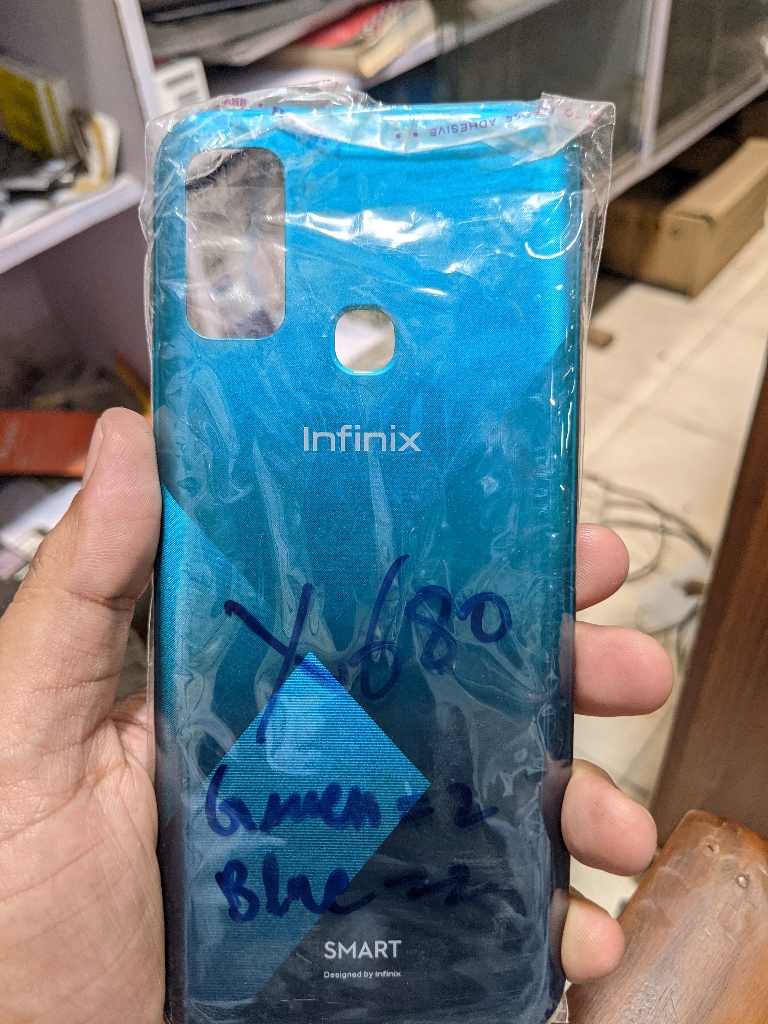 ADHESIVE
Infinix
X680
Green = 2
Blue = 2
SMART
Designed by Infinix